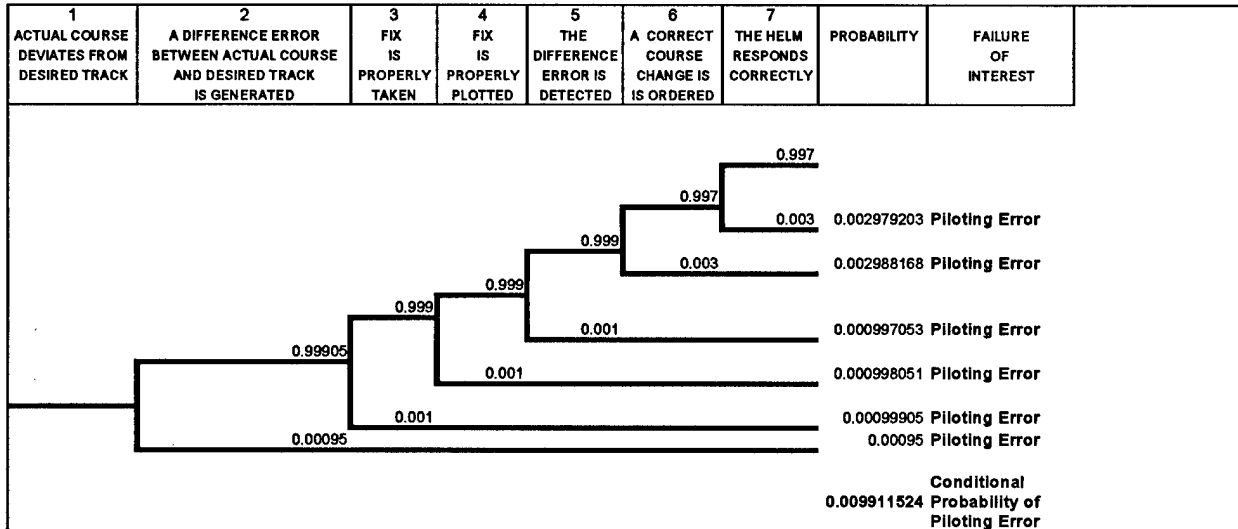 1
ACTUAL COURSE
DEVIATES FROM
DESIRED TRACK
2
A DIFFERENCE ERROR
BETWEEN ACTUAL COURSE
AND DESIRED TRACK
IS GENERATED
3
FIX
IS
PROPERLY
TAKEN
4
FIX
IS
PROPERLY
PLOTTED
5
THE
DIFFERENCE
ERROR IS
DETECTED
6
A CORRECT
COURSE
CHANGE IS
IS ORDERED
7
THE HELM
RESPONDS
CORRECTLY
PROBABILITY
FAILURE
OF
INTEREST
0.997
0.997
0.003 0.002979203 Piloting Error
0.999
0.003 0.002988168 Piloting Error
0.999
0.999
0.001 0.000997053 Piloting Error
0.99905
0.001 0.000998051 Piloting Error
0.001 0.00099905 Piloting Error
0.00095 0.00095 Piloting Error
Conditional
0.009911524 Probability of
Piloting Error